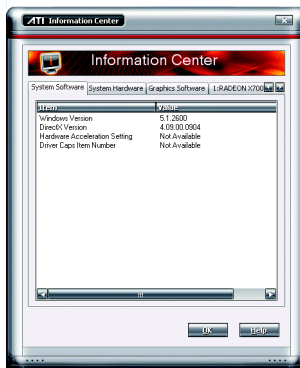 ATI Information Center
Information Center
System Software System Hardware Graphics Software 1:RADEON X700
Item Value
Windows Version 5.1.2600
DirectX Version 4.09.00.0904
Hardware Acceleration Setting Not Available
Driver Caps Item Number Not Available
OK Help